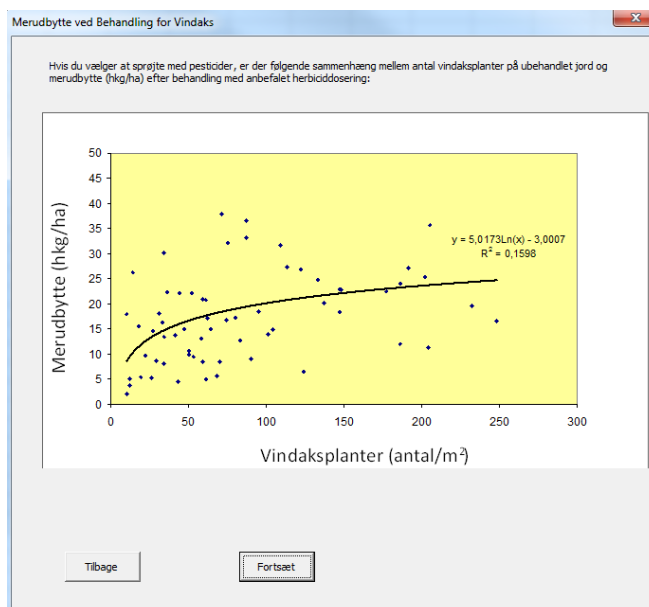 Merudbytte ved Behandling for Vindaks
x
Hvis du vælger at sprøjte med pesticider, er der følgende sammenhæng mellem antal vindaksplanter på ubehandlet jord og
merudbytte (hkg/ha) efter behandling med anbefalet herbiciddosering:
50
45
40
35
30
25
20
15
10
5
0
Merudbytte (hkg/ha)
y = 5,0173Ln(x) - 3,0007
R² = 0,1598
0 50 100 150 200 250 300
Vindaksplanter (antal/m²)
Tilbage Fortsæt